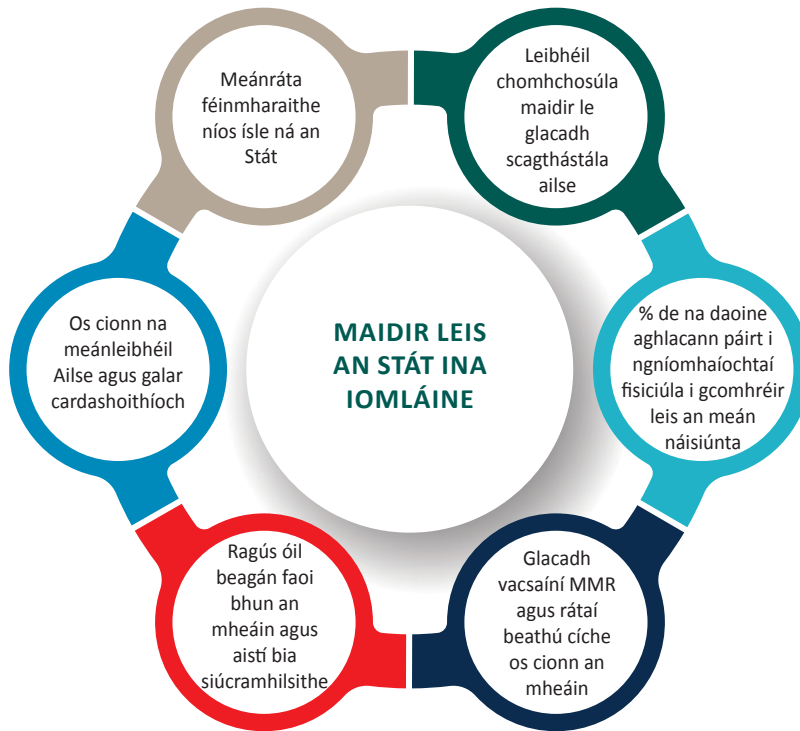 Meánráta
féinmharaithe
níos ísle ná an
Stát
Leibhéil
chomhchosúla
maidir le
glacadh
scagthástála
ailse
Os cionn na
meánleibhéil
Ailse agus galar
cardashoithíoch
MAIDIR LEIS
AN STÁT INA
IOMLÁINE
% de na daoine
aghlacann páirt i
ngníomhaíochtaí
fisiciúla i gcomhréir
leis an meán
náisiúnta
Ragús óil
beagán faoi
bhun an
mheáin agus
aistí bia
siúcramhilsithe
Glacadh
vacsaíní MMR
agus rátaí
beathú cíche
os cionn an
mheáin